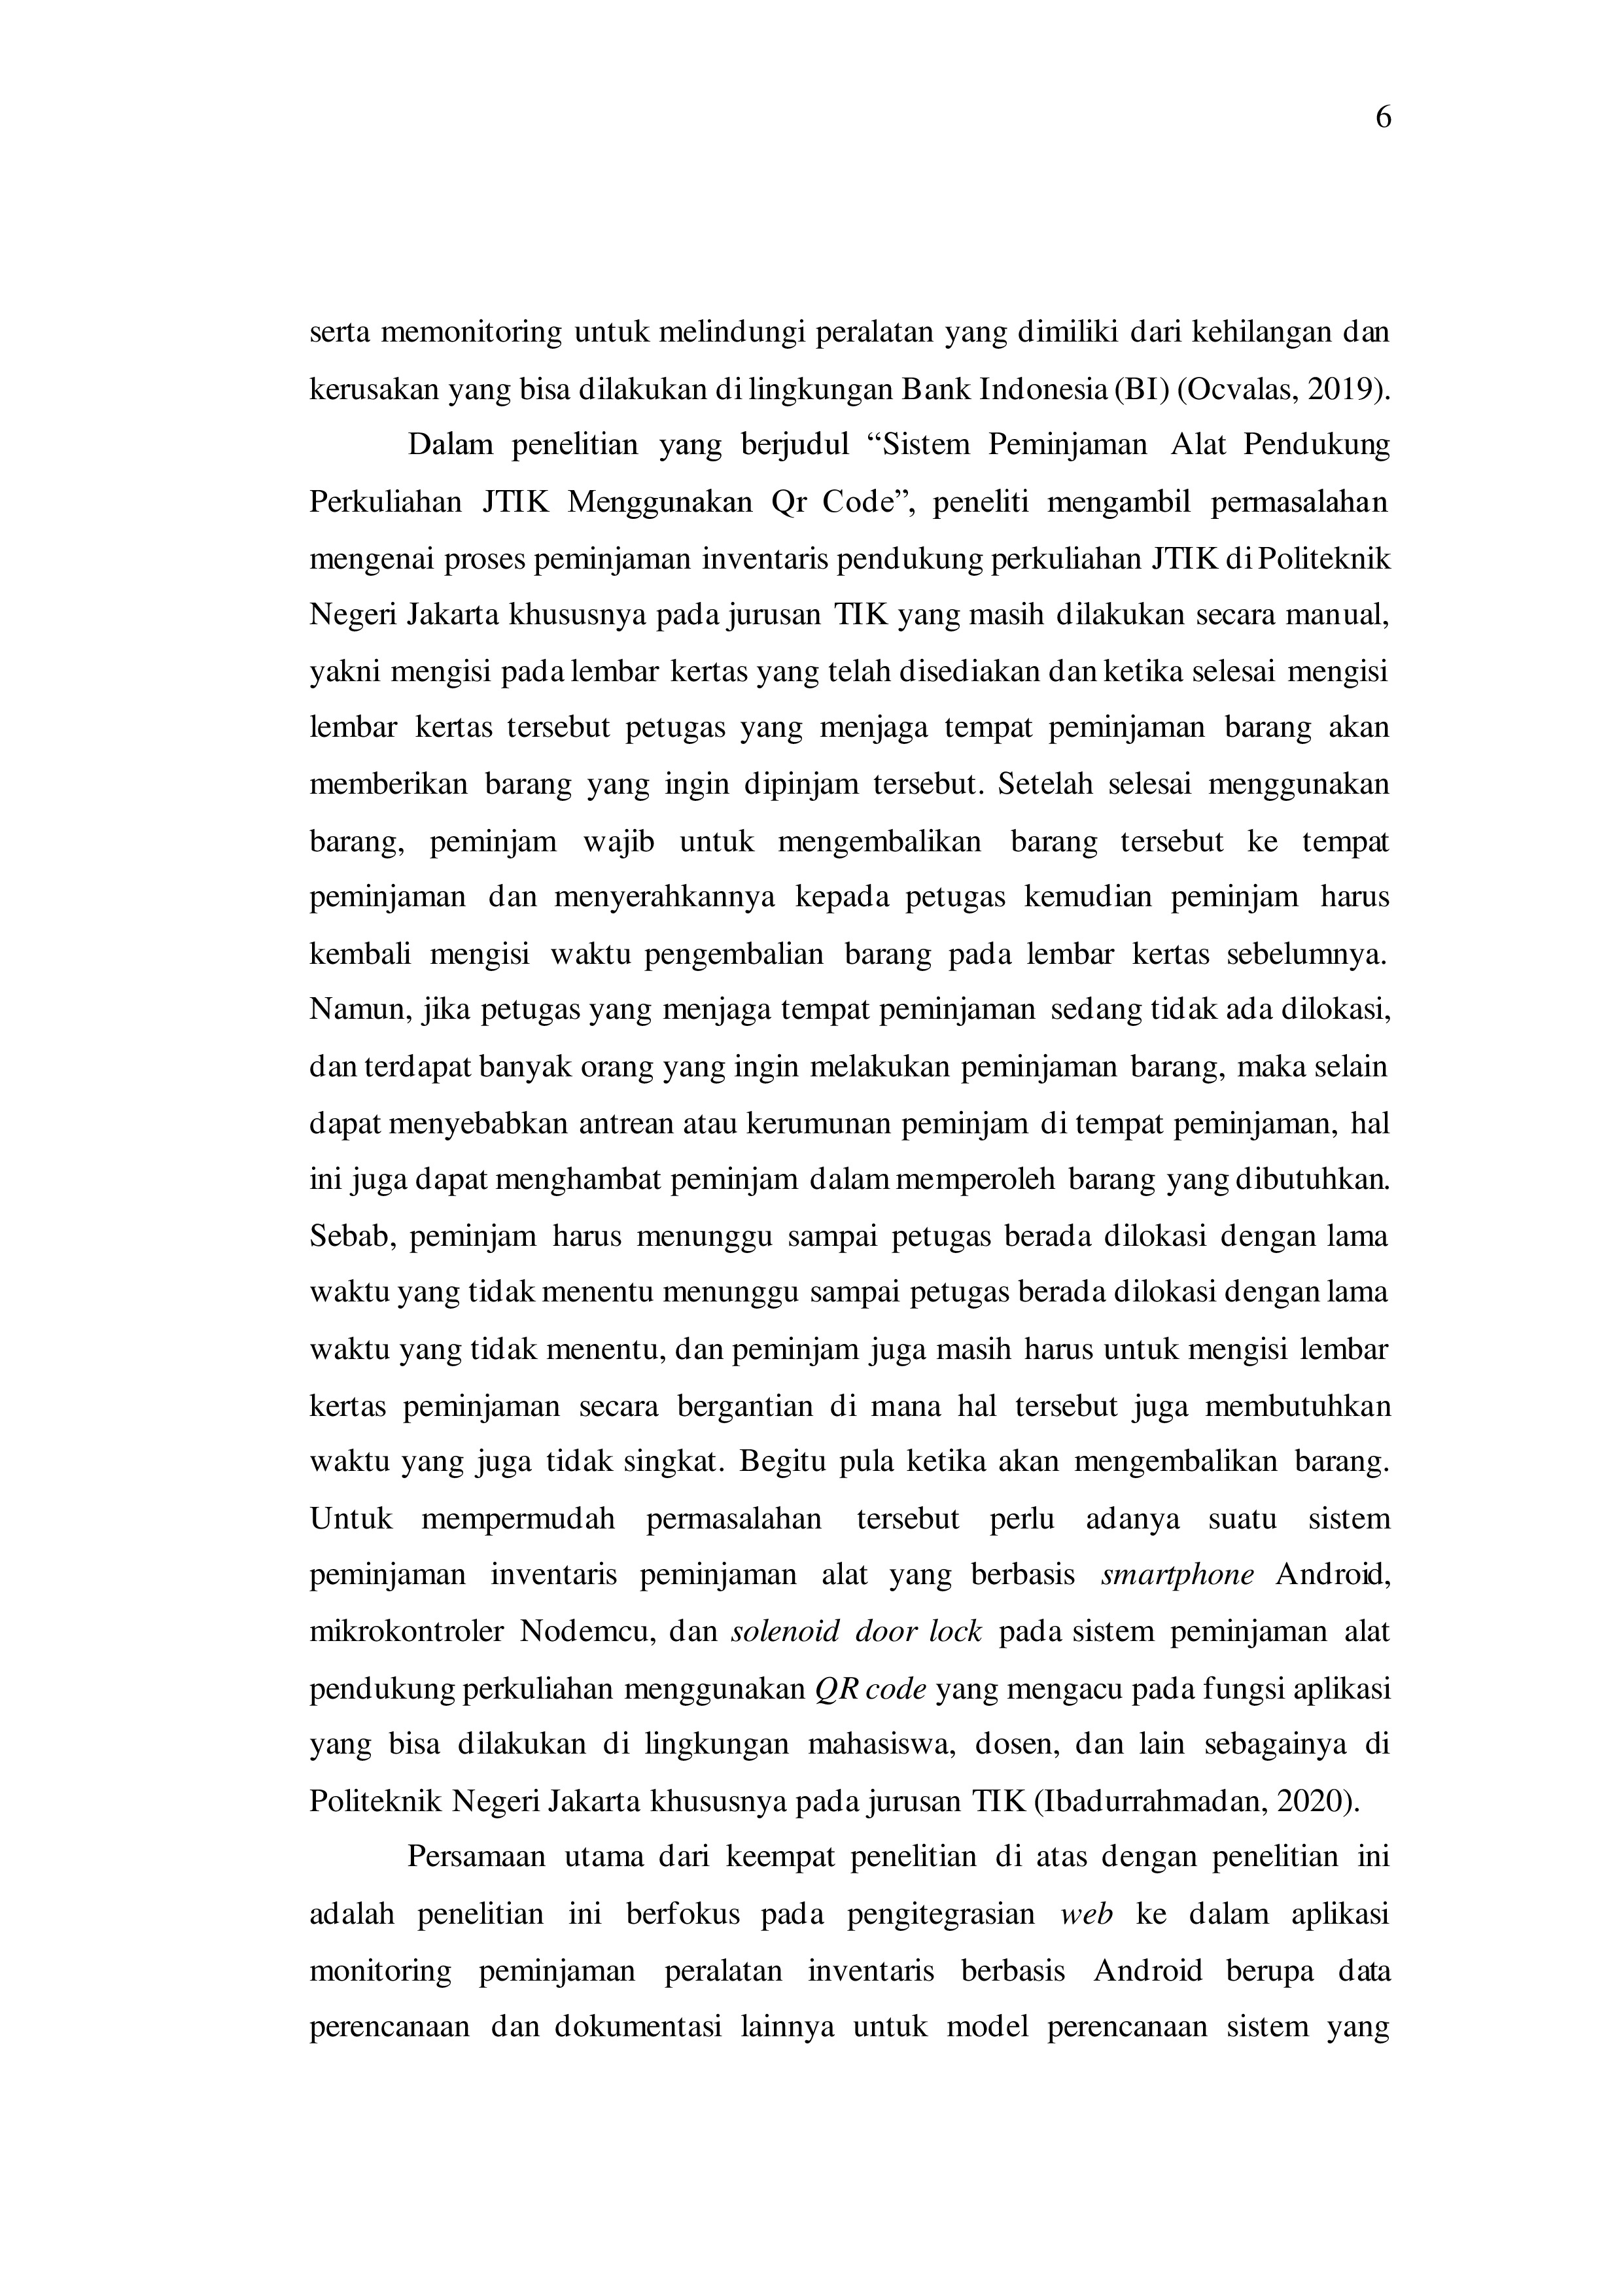 6
serta memonitoring untuk melindungi peralatan yang dimiliki dari kehilangan dan
kerusakan yang bisa dilakukan di lingkungan Bank Indonesia (BI) (Ocvalas, 2019).
Dalam penelitian yang berjudul “Sistem Peminjaman Alat Pendukung
Perkuliahan JTIK Menggunakan Qr Code”, peneliti mengambil permasalahan
mengenai proses peminjaman inventaris pendukung perkuliahan JTIK di Politeknik
Negeri Jakarta khususnya pada jurusan TIK yang masih dilakukan secara manual,
yakni mengisi pada lembar kertas yang telah disediakan dan ketika selesai mengisi
lembar kertas tersebut petugas yang menjaga tempat peminjaman barang akan
memberikan barang yang ingin dipinjam tersebut. Setelah selesai menggunakan
barang, peminjam wajib untuk mengembalikan barang tersebut ke tempat
peminjaman dan menyerahkannya kepada petugas kemudian peminjam harus
kembali mengisi waktu pengembalian barang pada lembar kertas sebelumnya.
Namun, jika petugas yang menjaga tempat peminjaman sedang tidak ada dilokasi,
dan terdapat banyak orang yang ingin melakukan peminjaman barang, maka selain
dapat menyebabkan antrean atau kerumunan peminjam di tempat peminjaman, hal
ini juga dapat menghambat peminjam dalam memperoleh barang yang dibutuhkan.
Sebab, peminjam harus menunggu sampai petugas berada dilokasi dengan lama
waktu yang tidak menentu menunggu sampai petugas berada dilokasi dengan lama
waktu yang tidak menentu, dan peminjam juga masih harus untuk mengisi lembar
kertas peminjaman secara bergantian di mana hal tersebut juga membutuhkan
waktu yang juga tidak singkat. Begitu pula ketika akan mengembalikan barang.
Untuk mempermudah permasalahan tersebut perlu adanya suatu sistem
peminjaman inventaris peminjaman alat yang berbasis smartphone Android,
mikrokontroler Nodemcu, dan solenoid door lock pada sistem peminjaman alat
pendukung perkuliahan menggunakan QR code yang mengacu pada fungsi aplikasi
yang bisa dilakukan di lingkungan mahasiswa, dosen, dan lain sebagainya di
Politeknik Negeri Jakarta khususnya pada jurusan TIK (Ibadurrahmadan, 2020).
Persamaan utama dari keempat penelitian di atas dengan penelitian ini
adalah penelitian ini berfokus pada pengitegrasian web ke dalam aplikasi
monitoring peminjaman peralatan inventaris berbasis Android berupa data
perencanaan dan dokumentasi lainnya untuk model perencanaan sistem yang